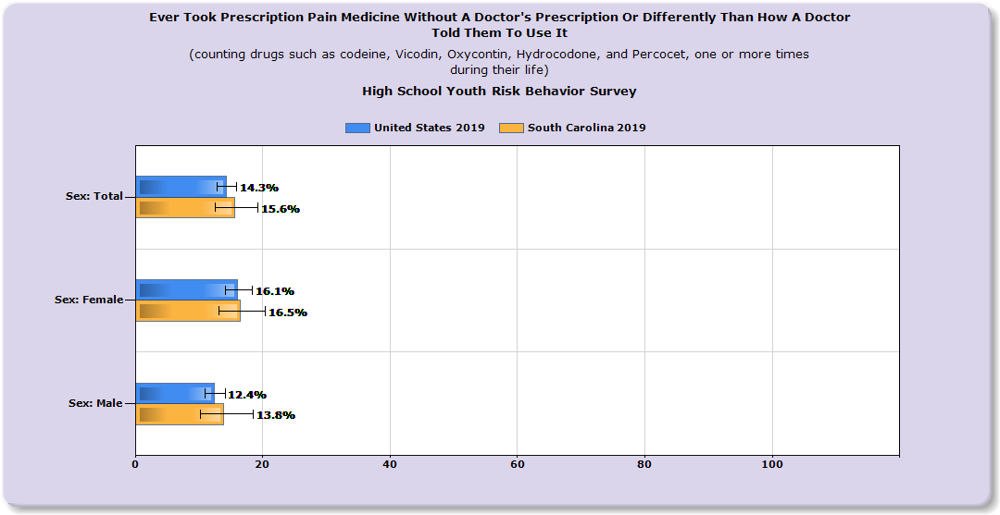 Ever Took Prescription Pain Medicine Without A Doctor's Prescription Or Differently Than How A Doctor
Told Them To Use It
(counting drugs such as codeine, Vicodin, Oxycontin, Hydrocodone, and Percocet, one or more times
during their life)
High School Youth Risk Behavior Survey
United States 2019 South Carolina 2019
14.3%
Sex: Total
15.6%
16.1%
Sex: Female
16.5%
12.4%
Sex: Male
13.8%
0 20 40 60 80 100